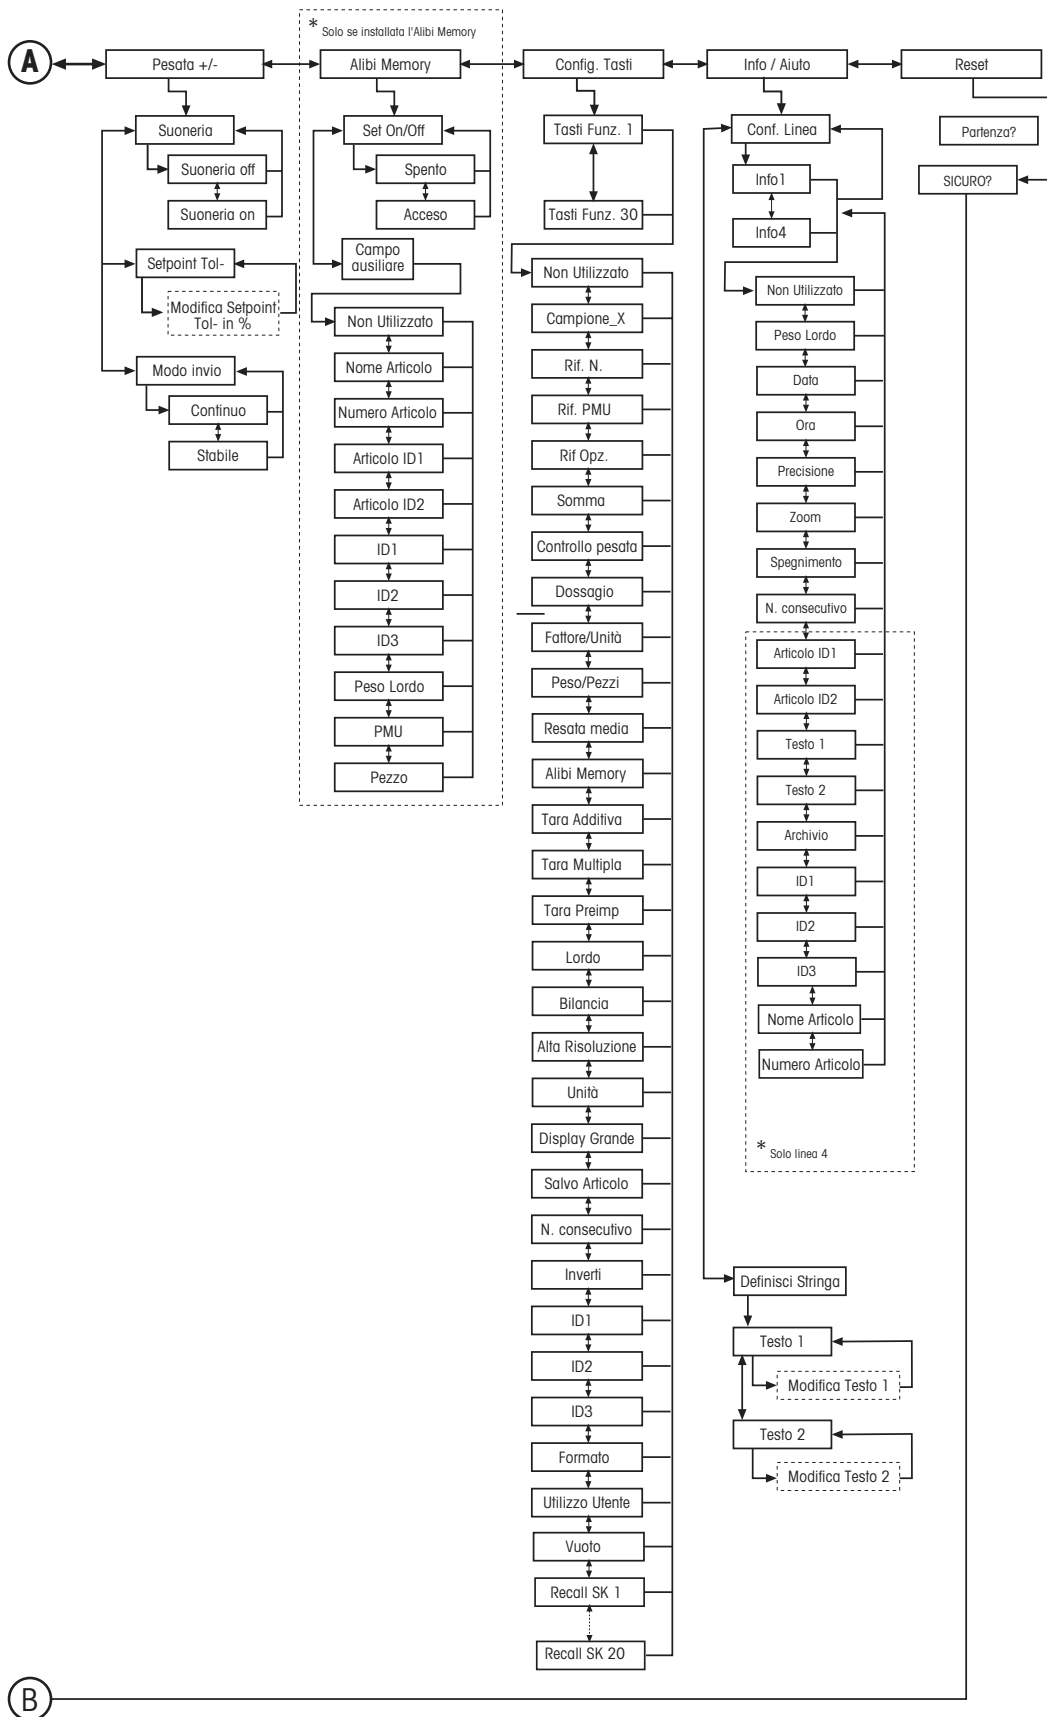 * Solo se installata l'Alibi Memory
A
Pesata +/-
Alibi Memory
Config. Tasti
Info / Aiuto
Reset
Suoneria
Suoneria off
Suoneria on
Setpoint Tol-
Modifica Setpoint
Tol- in %
Modo invio
Continuo
Stabile
Set On/Off
Spento
Acceso
Campo
ausiliare
Non Utilizzato
Nome Articolo
Numero Articolo
Articolo ID1
Articolo ID2
ID1
ID2
ID3
Peso Lordo
PMU
Pezzo
Tasti Funz. 1
Tasti Funz. 30
Non Utilizzato
Campione_X
Rif. N.
Rif. PMU
Rif Opz.
Somma
Controllo pesata
Dossagio
Fattore/Unità
Peso/Pezzi
Resata media
Alibi Memory
Tara Additiva
Tara Multipla
Tara Preimp
Lordo
Bilancia
Alta Risoluzione
Unità
Display Grande
Salvo Articolo
N. consecutivo
Inverti
ID1
ID2
ID3
Formato
Utilizzo Utente
Vuoto
Recall SK 1
Recall SK 20
Conf. Linea
Info1
Info4
Non Utilizzato
Peso Lordo
Data
Ora
Precisione
Zoom
Spegnimento
N. consecutivo
Articolo ID1
Articolo ID2
Testo 1
Testo 2
Archivio
ID1
ID2
ID3
Nome Articolo
Numero Articolo
* Solo linea 4
Definisci Stringa
Testo 1
Modifica Testo 1
Testo 2
Modifica Testo 2
Partenza?
SICURO?
B